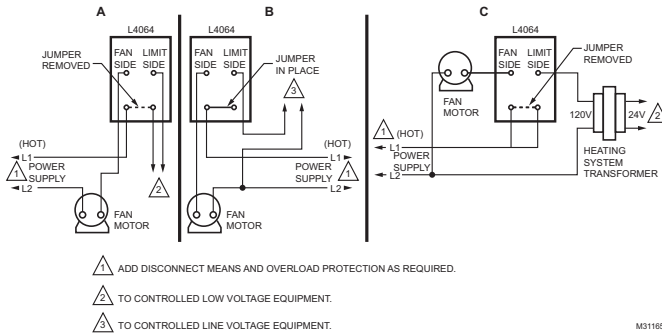 A
L4064
FAN SIDE
LIMIT SIDE
JUMPER REMOVED
(HOT)
L1
1
POWER SUPPLY
L2
2
FAN MOTOR
B
L4064
FAN SIDE
LIMIT SIDE
JUMPER IN PLACE
3
(HOT)
L1
POWER SUPPLY
1
L2
FAN MOTOR
C
L4064
FAN SIDE
LIMIT SIDE
JUMPER REMOVED
FAN MOTOR
1
(HOT)
L1
POWER SUPPLY
L2
120V
24V
2
HEATING SYSTEM TRANSFORMER
1 ADD DISCONNECT MEANS AND OVERLOAD PROTECTION AS REQUIRED.
2 TO CONTROLLED LOW VOLTAGE EQUIPMENT.
3 TO CONTROLLED LINE VOLTAGE EQUIPMENT.